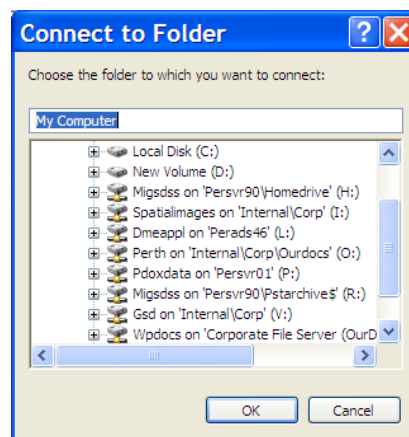 Connect to Folder
Choose the folder to which you want to connect:
My Computer
Local Disk (C:)
New Volume (D:)
Migsdss on 'Persvr90\Homedrive' (H:)
Spatialimages on 'Internal\Corp' (I:)
Dmeappl on 'Perads46' (L:)
Perth on 'Internal\Corp\Ourdocs' (O:)
Pdoxdata on 'Persvr01' (P:)
Migsdss on 'Persvr90\Pstarchive$' (R:)
Gsd on 'Internal\Corp' (V:)
Wpdocs on 'Corporate File Server (OurD
OK Cancel